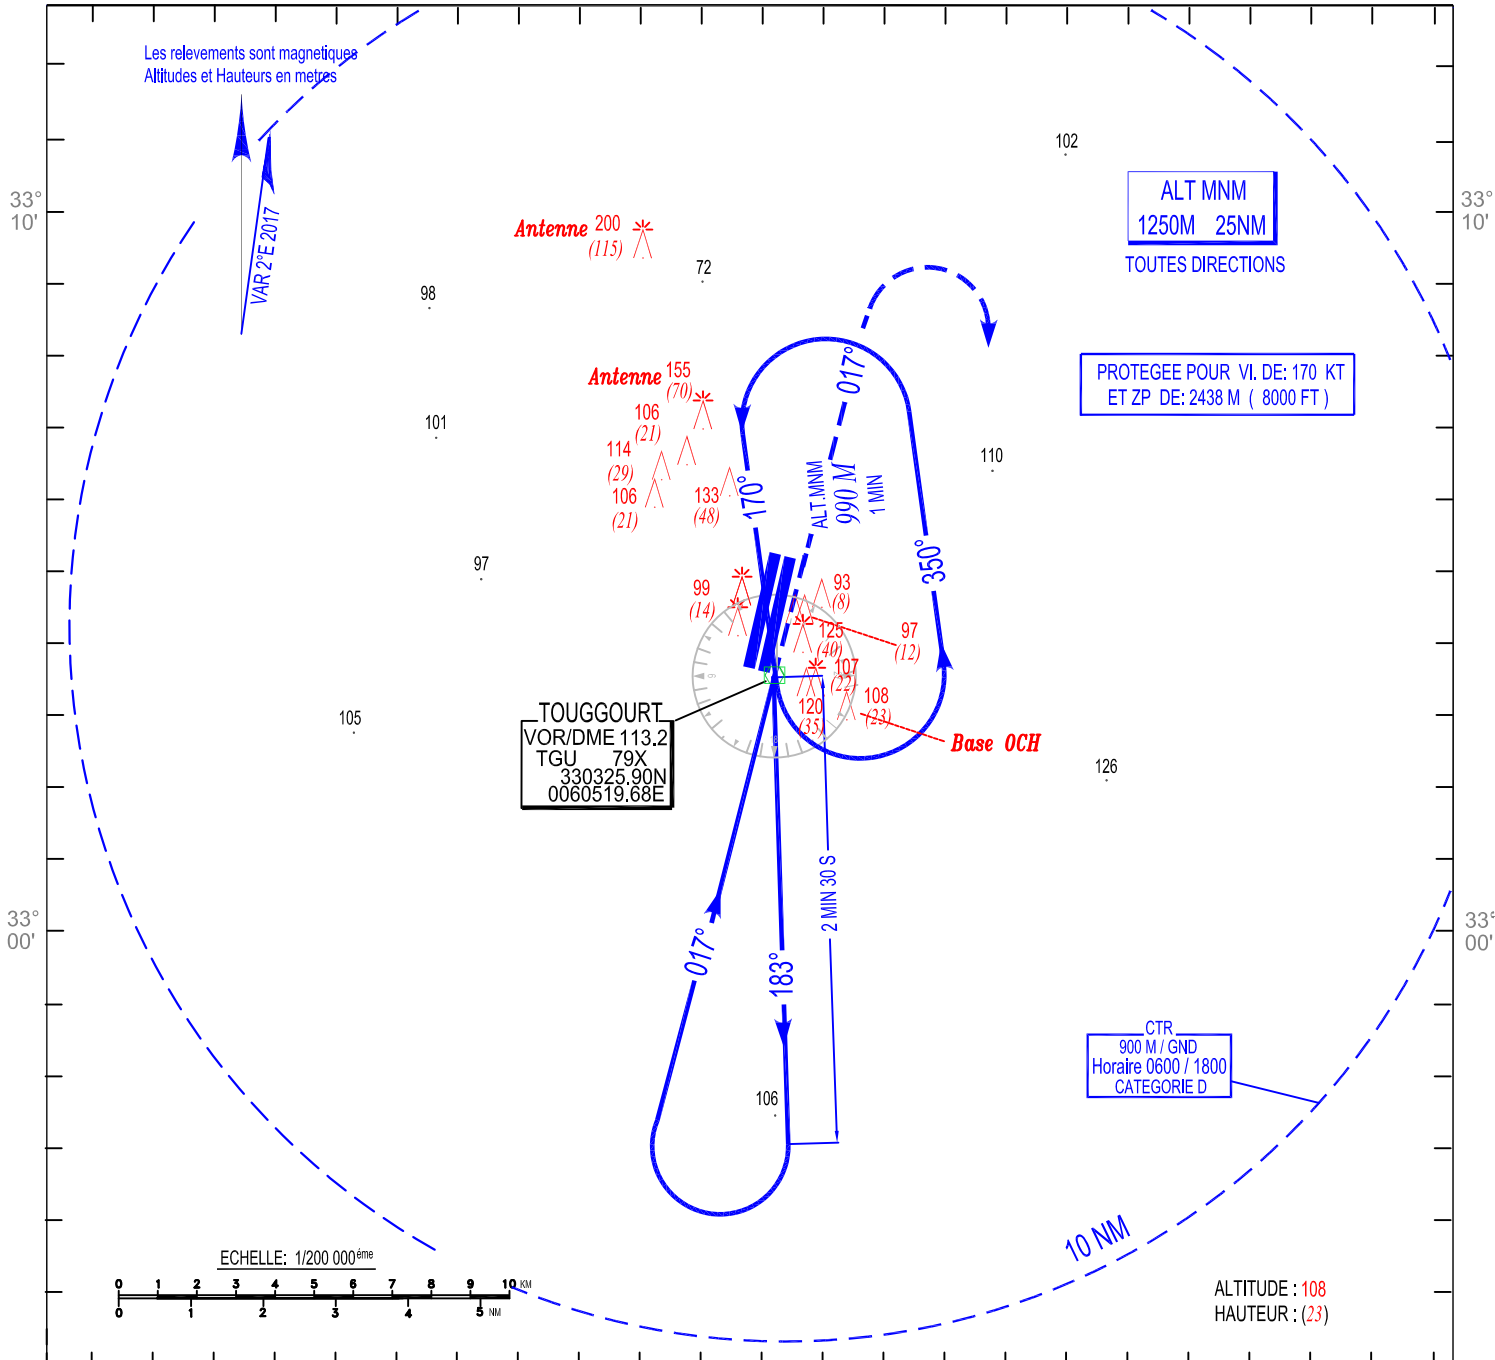 Les relevements sont magnetiques
Altitudes et Hauteurs en metres
VAR 2°E 2017
102
33°
10'
33°
10'
ALT MNM
1250M 25NM
TOUTES DIRECTIONS
Antenne 200
(115)
72
98
PROTEGEE POUR VI. DE: 170 KT
ET ZP DE: 2438 M ( 8000 FT )
017°
Antenne 155
(70)
106
(21)
101
114
(29)
106
(21)
133
(48)
170°
ALT.MNM
990 M
1 MIN
110
350°
97
99
(14)
93
(8)
125
(40)
97
(12)
107
(22)
108
(23)
120
(35)
Base OCH
105
TOUGGOURT
VOR/DME 113.2
TGU 79X
330325.90N
0060519.68E
126
2 MIN 30 S
33°
00'
33°
00'
017°
183°
CTR
900 M / GND
Horaire 0600 / 1800
CATEGORIE D
106
10 NM
ECHELLE: 1/200 000éme
0 1 2 3 4 5 6 7 8 9 10 KM
0 1 2 3 4 5 NM
ALTITUDE : 108
HAUTEUR : (23)